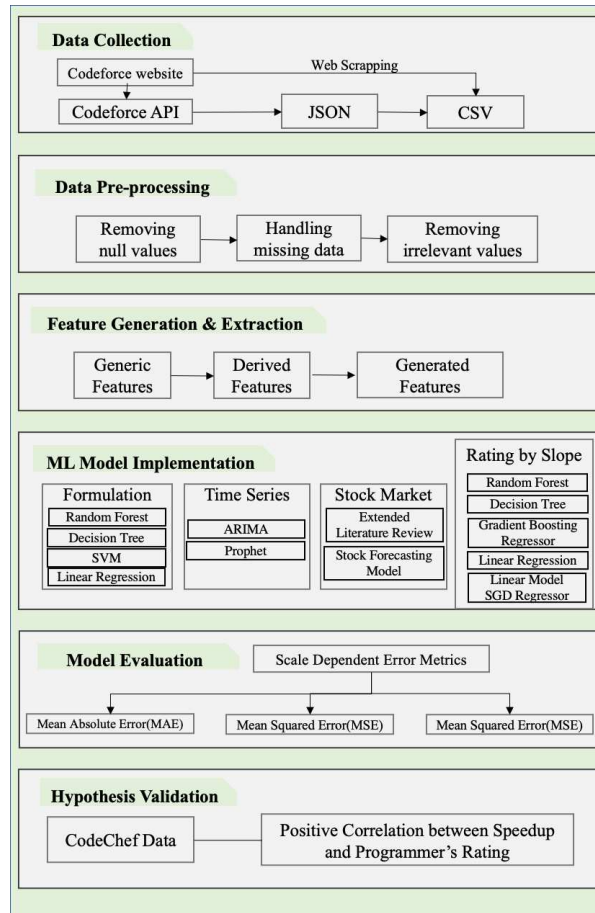 Data Collection
Codeforce website
Web Scrapping
Codeforce API
JSON
CSV
Data Pre-processing
Removing
null values
Handling
missing data
Removing
irrelevant values
Feature Generation & Extraction
Generic
Features
Derived
Features
Generated
Features
ML Model Implementation
Formulation
Random Forest
Decision Tree
SVM
Linear Regression
Time Series
ARIMA
Prophet
Stock Market
Extended
Literature Review
Stock Forecasting
Model
Rating by Slope
Random Forest
Decision Tree
Gradient Boosting
Regressor
Linear Regression
Linear Model
SGD Regressor
Model Evaluation
Scale Dependent Error Metrics
Mean Absolute Error(MAE)
Mean Squared Error(MSE)
Mean Squared Error(MSE)
Hypothesis Validation
CodeChef Data
Positive Correlation between Speedup
and Programmer's Rating